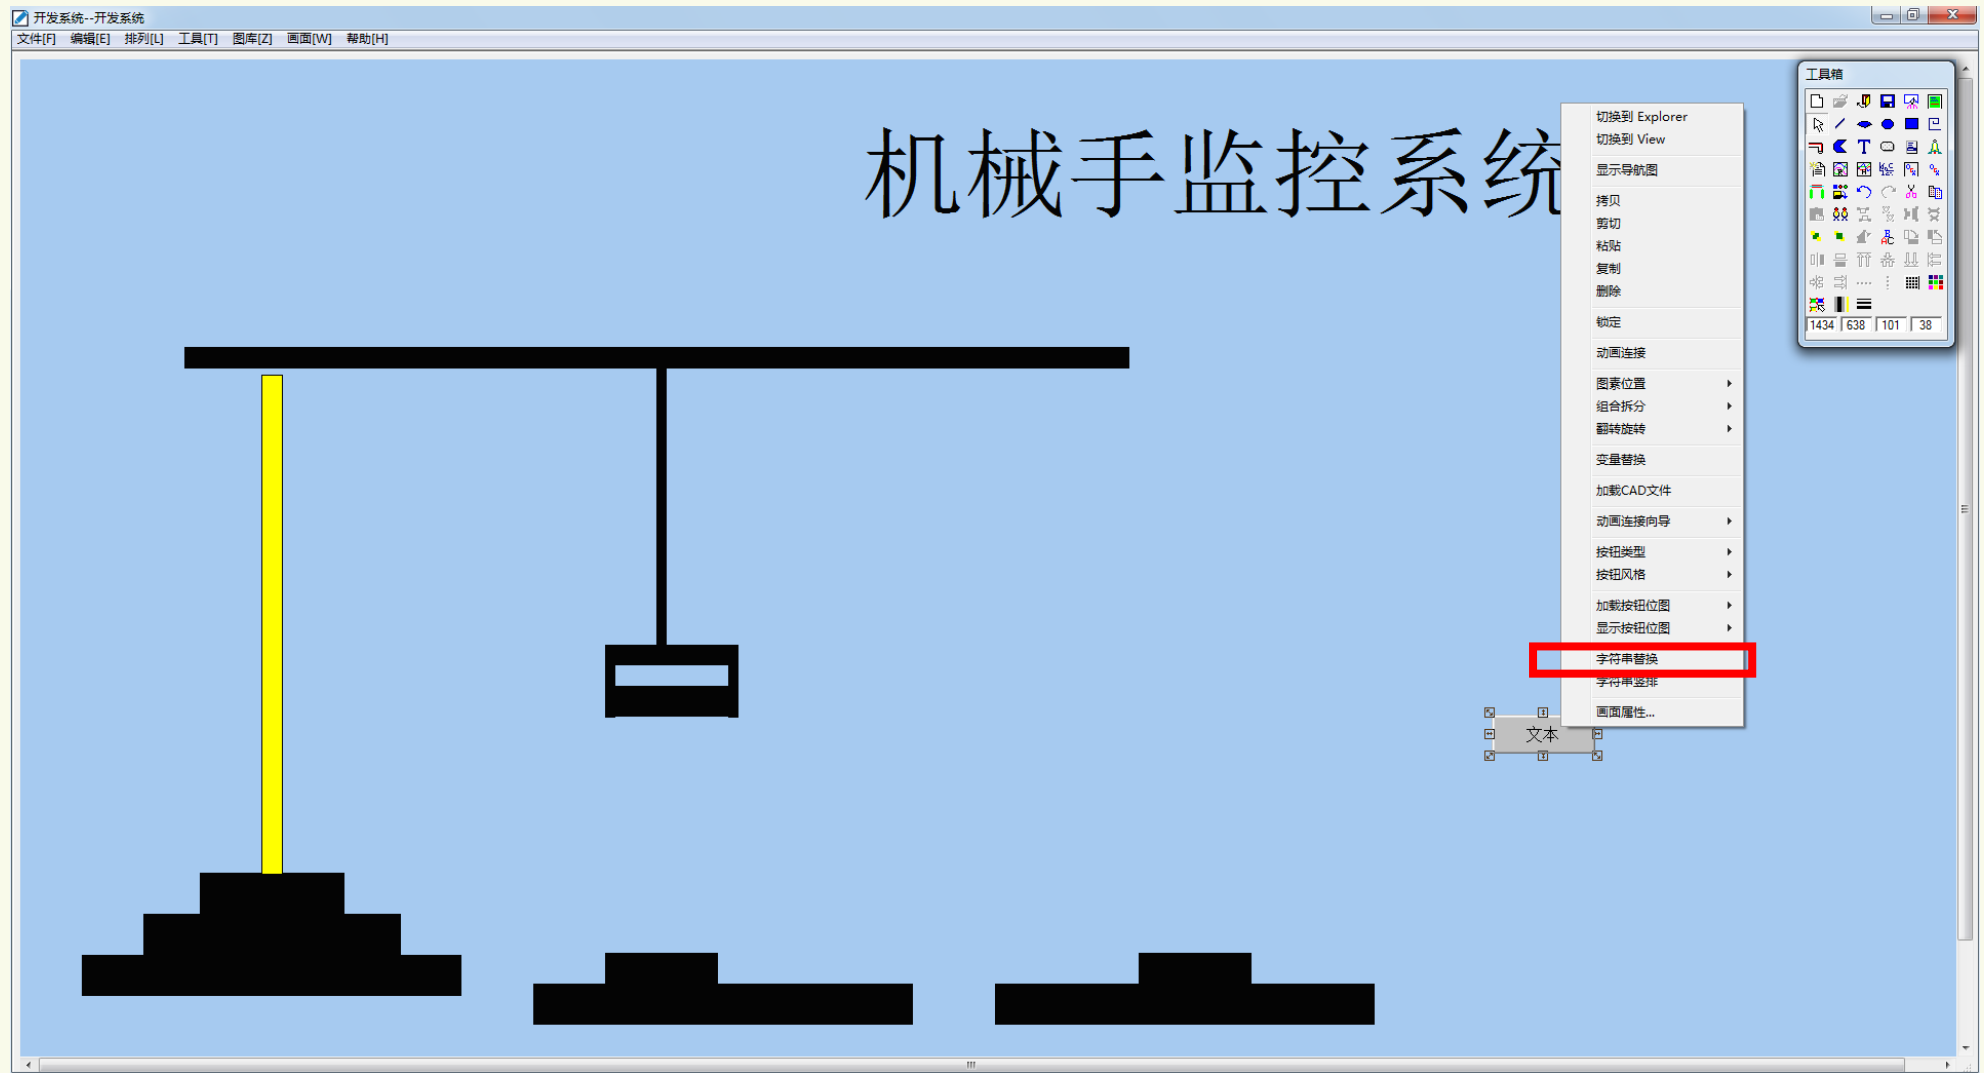 开发系统--开发系统
文件[F] 编辑[E] 排列[L] 工具[T] 图库[Z] 画面[W] 帮助[H]
工具箱
机械手监控系统
切换到 Explorer
切换到 View
显示导航图
拷贝
剪切
粘贴
复制
删除
锁定
动画连接
图素位置
组合拆分
翻转旋转
变量替换
加载CAD文件
动画连接向导
按钮类型
按钮风格
加载按钮位图
显示按钮位图
字符串替换
字符串竖排
画面属性...
1434 638 101 38
文本